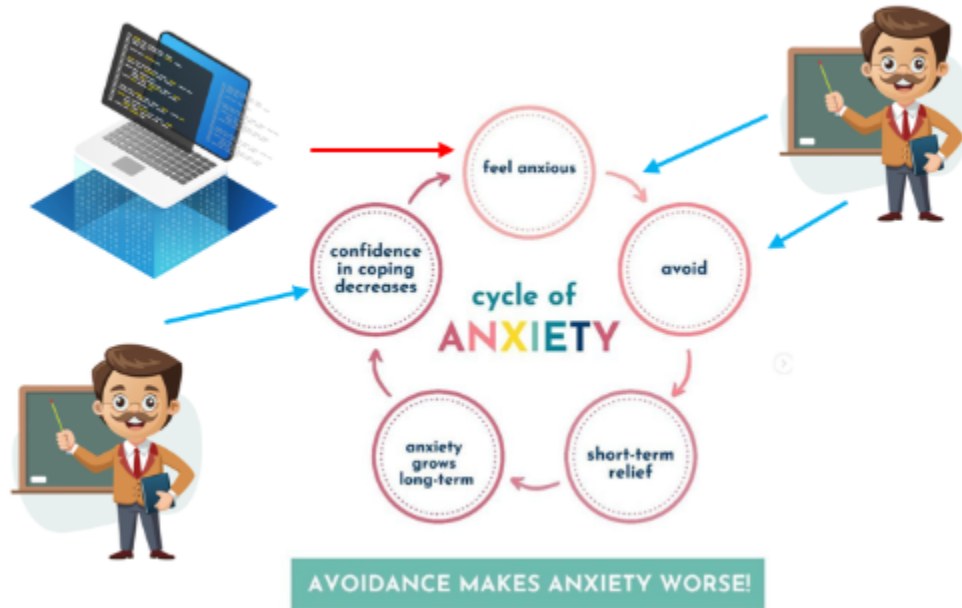 feel anxious
confidence
in coping
decreases
avoid
cycle of
ANXIETY
anxiety
grows
long-term
short-term
relief
AVOIDANCE MAKES ANXIETY WORSE!